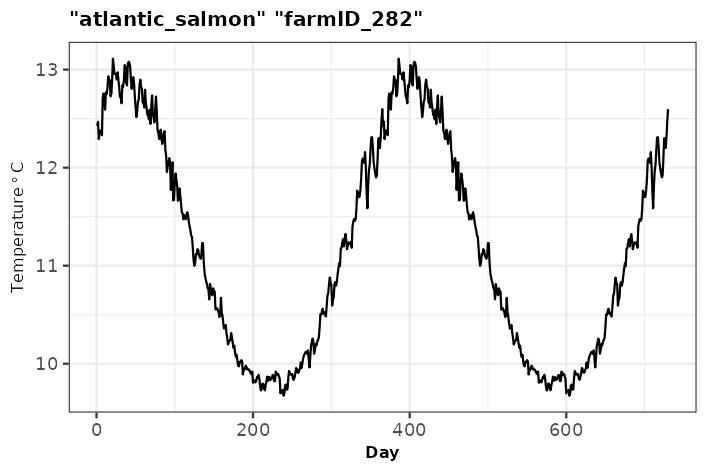 "atlantic_salmon" "farmID_282"
13
12
11
10
Temperature ° C
0
200
400
600
Day